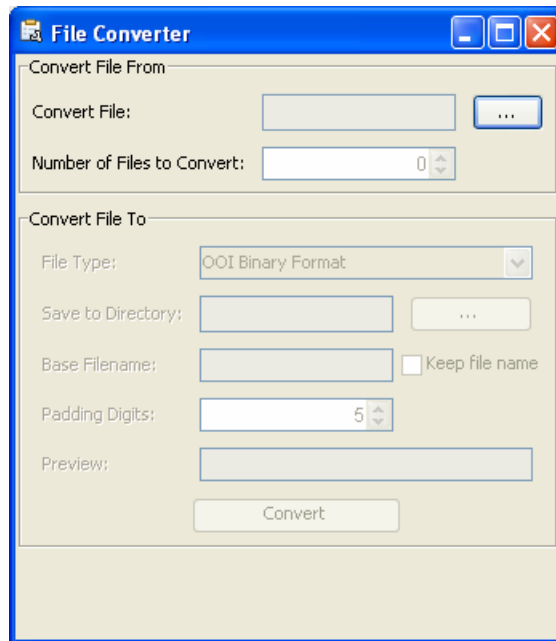 File Converter
Convert File From
Convert File:
...
Number of Files to Convert:
0
Convert File To
File Type:
OOI Binary Format
Save to Directory:
...
Base Filename:
Keep file name
Padding Digits:
5
Preview:
Convert